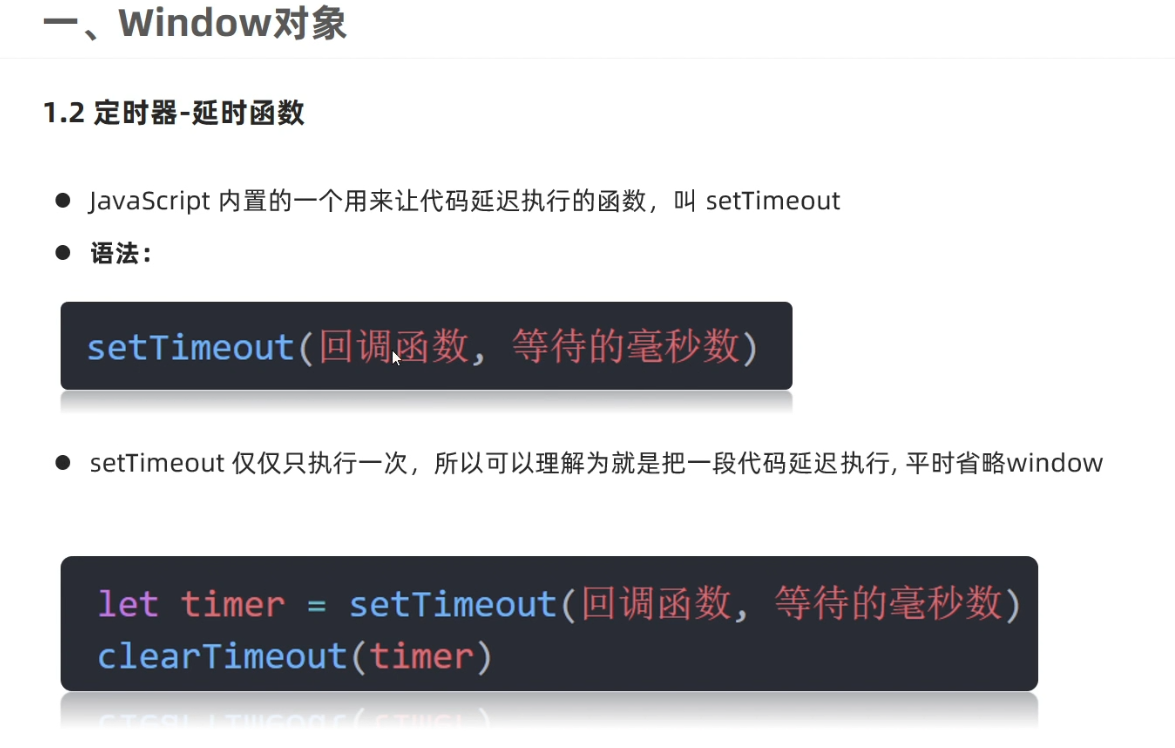 一、Window对象
1.2 定时器-延时函数
● JavaScript 内置的一个用来让代码延迟执行的函数，叫 setTimeout
● 语法：
setTimeout(回调函数, 等待的毫秒数)
● setTimeout 仅仅只执行一次，所以可以理解为就是把一段代码延迟执行, 平时省略window
let timer = setTimeout(回调函数, 等待的毫秒数)
clearTimeout(timer)